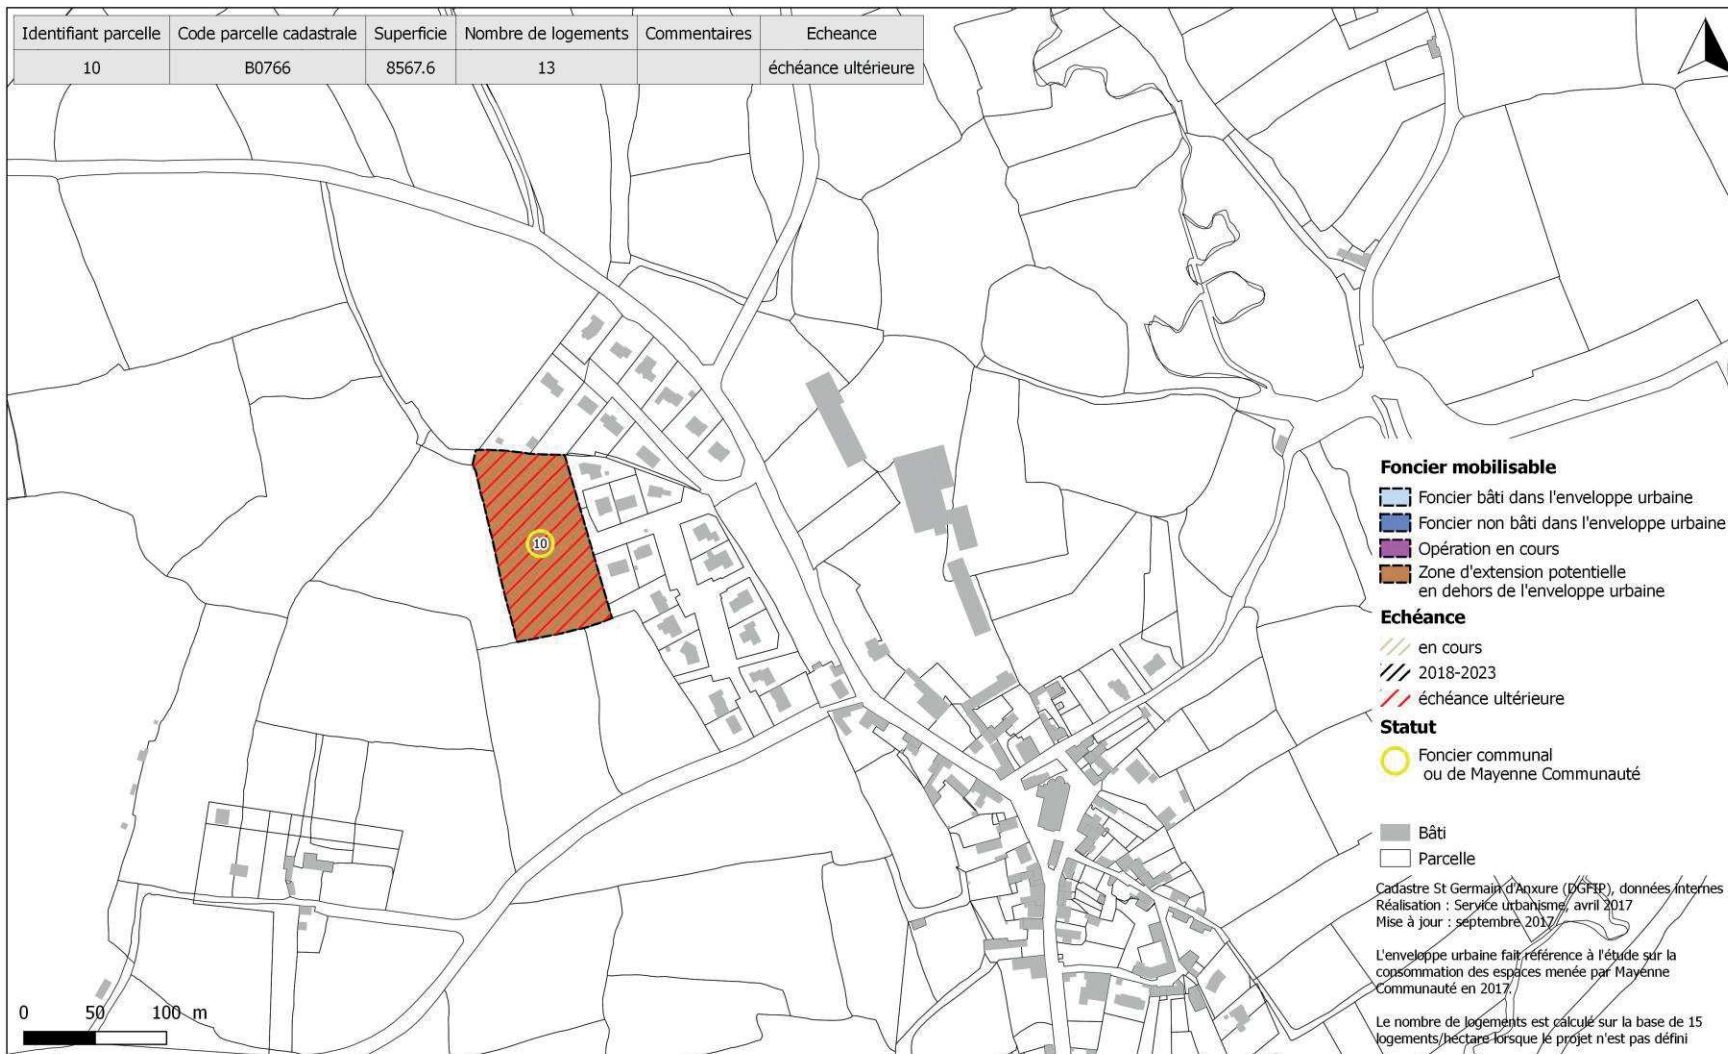 Identifiant parcelle Code parcelle cadastrale Superficie Nombre de logements Commentaires Echeance
10 B0766 8567.6 13 échéance ultérieure
10
Foncier mobilisable
Foncier bâti dans l'enveloppe urbaine
Foncier non bâti dans l'enveloppe urbaine
Opération en cours
Zone d'extension potentielle
en dehors de l'enveloppe urbaine
Echéance
en cours
2018-2023
échéance ultérieure
Statut
Foncier communal
ou de Mayenne Communauté
Bâti
Parcelle
Cadastre St Germain d'Anxure (DGFIP), données internes
Réalisation : Service urbanisme, avril 2017
Mise à jour : septembre 2017
L'enveloppe urbaine fait référence à l'étude sur la
consommation des espaces menée par Mayenne
Communauté en 2017.
Le nombre de logements est calculé sur la base de 15
logements/hectare lorsque le projet n'est pas défini
0 50 100 m